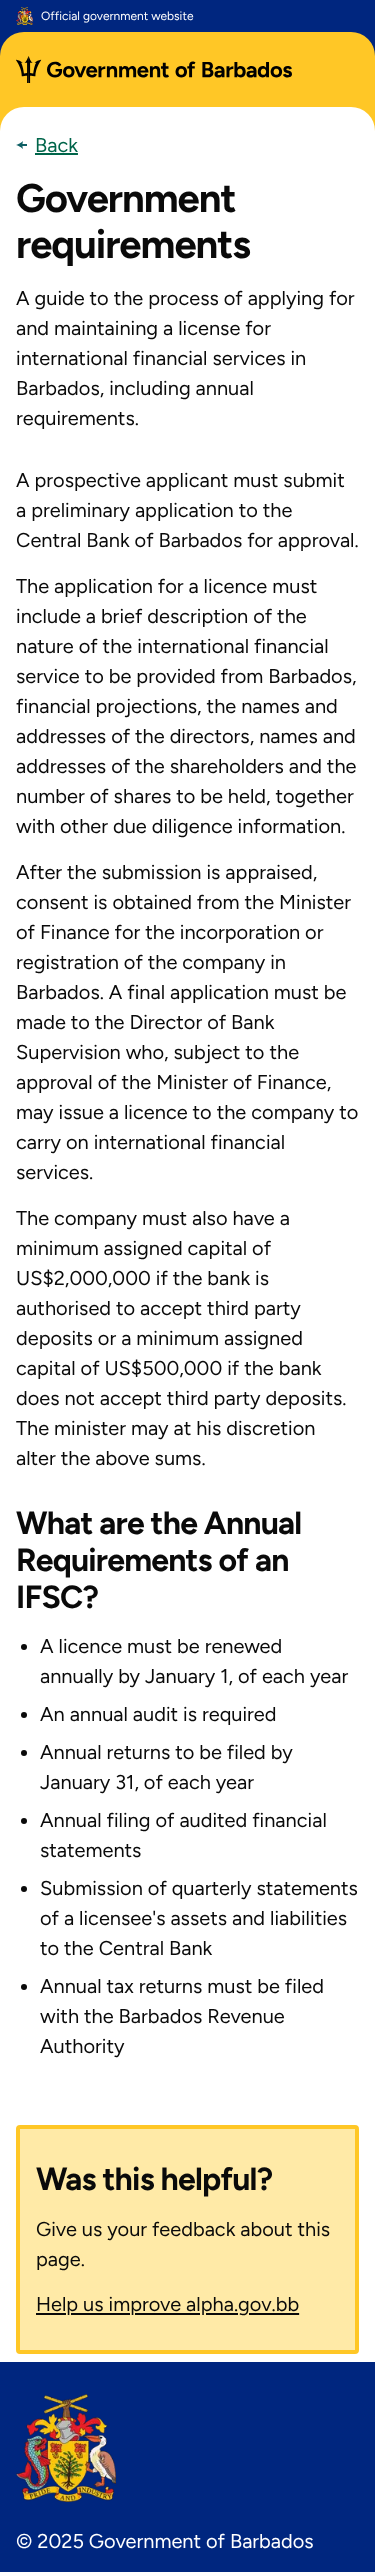 Official government website
Government of Barbados
← Back
Government
requirements
A guide to the process of applying for
and maintaining a license for
international financial services in
Barbados, including annual
requirements.
A prospective applicant must submit
a preliminary application to the
Central Bank of Barbados for approval.
The application for a licence must
include a brief description of the
nature of the international financial
service to be provided from Barbados,
financial projections, the names and
addresses of the directors, names and
addresses of the shareholders and the
number of shares to be held, together
with other due diligence information.
After the submission is appraised,
consent is obtained from the Minister
of Finance for the incorporation or
registration of the company in
Barbados. A final application must be
made to the Director of Bank
Supervision who, subject to the
approval of the Minister of Finance,
may issue a licence to the company to
carry on international financial
services.
The company must also have a
minimum assigned capital of
US$2,000,000 if the bank is
authorised to accept third party
deposits or a minimum assigned
capital of US$500,000 if the bank
does not accept third party deposits.
The minister may at his discretion
alter the above sums.
What are the Annual
Requirements of an
IFSC?
• A licence must be renewed
annually by January 1, of each year
• An annual audit is required
• Annual returns to be filed by
January 31, of each year
• Annual filing of audited financial
statements
• Submission of quarterly statements
of a licensee's assets and liabilities
to the Central Bank
• Annual tax returns must be filed
with the Barbados Revenue
Authority
Was this helpful?
Give us your feedback about this
page.
Help us improve alpha.gov.bb
PRIDE AND INDUSTRY
© 2025 Government of Barbados